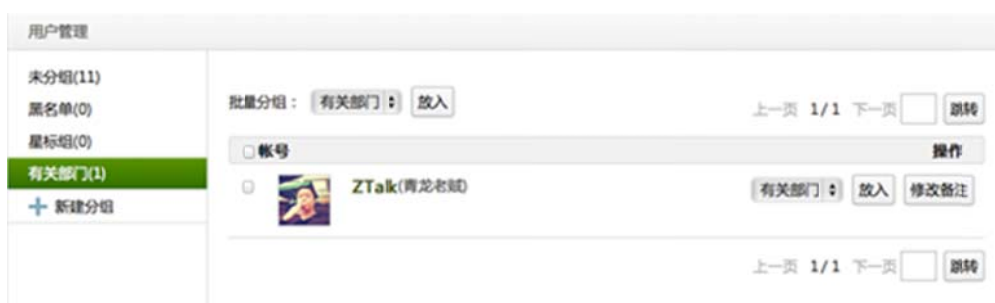 用户管理
未分组(11)
黑名单(0)
星标组(0)
有关部门(1)
新建分组
批量分组： 有关部门 放入
上一页 1/1 下一页 跳转
帐号 操作
ZTalk(青龙老贼) 有关部门 放入 修改备注
上一页 1/1 下一页 跳转